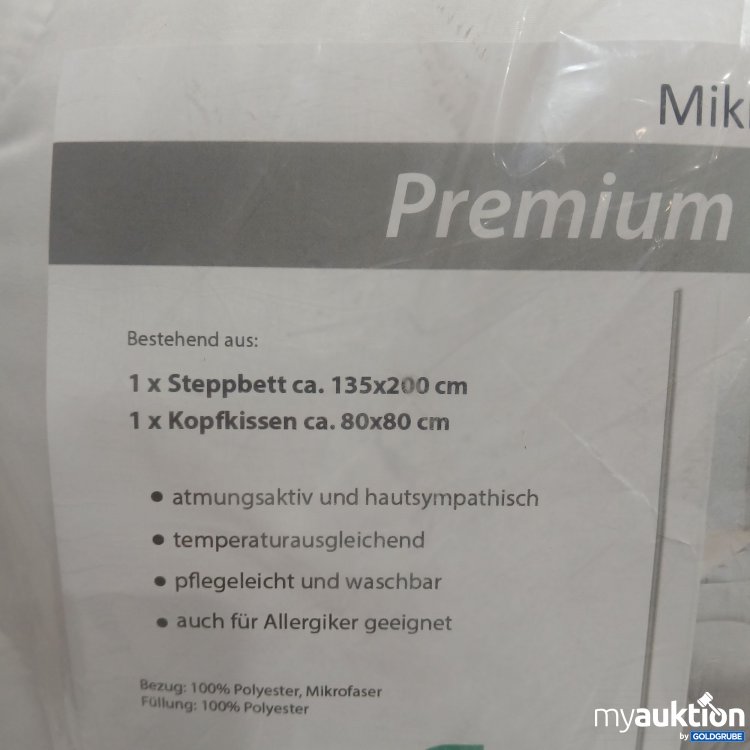 Premium
Bestehend aus:
1 x Steppbett ca. 135x200 cm
1 x Kopfkissen ca. 80x80 cm
• atmungsaktiv und hautsympathisch
• temperaturausgleichend
• pflegeleicht und waschbar
• auch für Allergiker geeignet
Bezug: 100% Polyester, Mikrofaser
Füllung: 100% Polyester
myauktion
by GOLDGRUBE